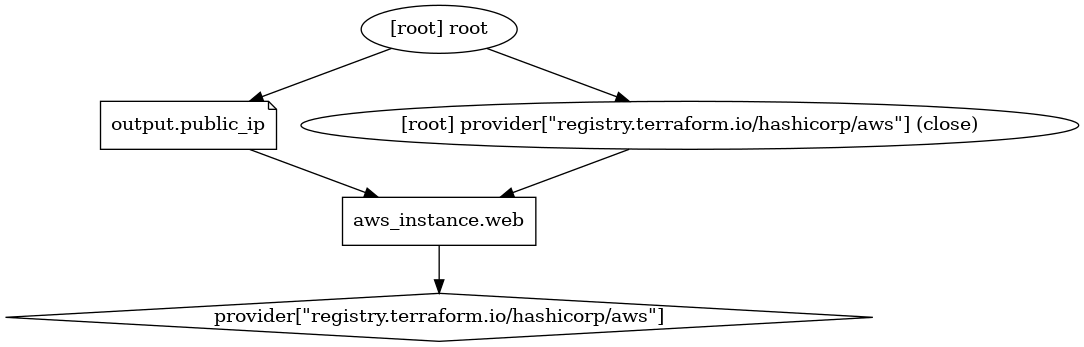 [root] root
output.public_ip
[root] provider["registry.terraform.io/hashicorp/aws"] (close)
aws_instance.web
provider["registry.terraform.io/hashicorp/aws"]